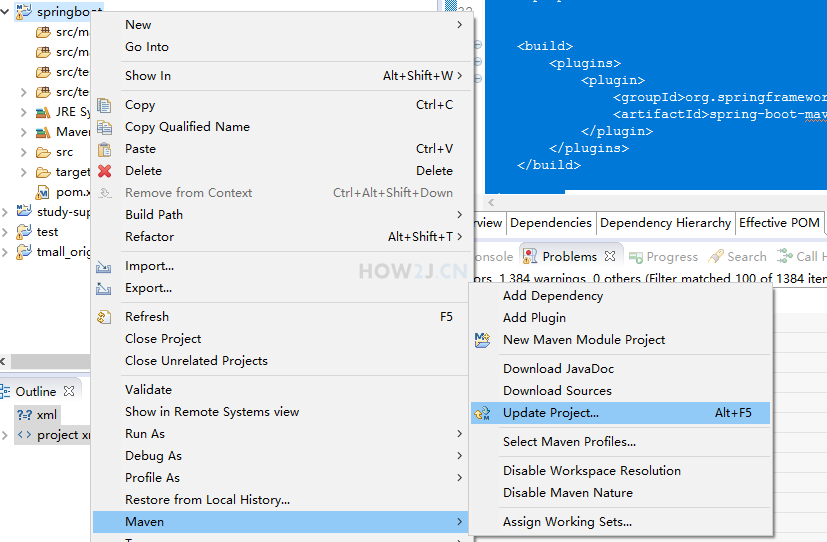 springboot
src/m
src/m
src/te
src/te
JRE Sy
Maven
src
target
pom.x
study-sup
test
tmall_orig
Outline
xml
project xm
New
Go Into
Show In Alt+Shift+W >
Copy Ctrl+C
Copy Qualified Name
Paste Ctrl+V
Delete Delete
Remove from Context Ctrl+Alt+Shift+Down
Build Path
Refactor Alt+Shift+T >
Import...
Export...
Refresh F5
Close Project
Close Unrelated Projects
Validate
Show in Remote Systems view
Run As
Debug As
Profile As
Restore from Local History...
Maven
HOW2J.CN
32
<build>
<plugins>
<plugin>
<groupId>org.springframewor
<artifactId>spring-boot-mav
</plugin>
</plugins>
</build>
rview Dependencies Dependency Hierarchy Effective POM
onsole Problems Progress Search Call H
ors, 1,384 warnings, 0 others (Filter matched 100 of 1384 item
Add Dependency
Add Plugin
New Maven Module Project
Download JavaDoc
Download Sources
Update Project... Alt+F5
Select Maven Profiles...
Disable Workspace Resolution
Disable Maven Nature
Assign Working Sets...